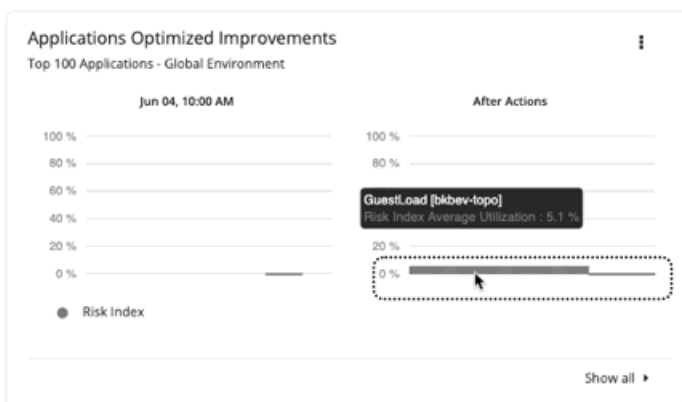 Applications Optimized Improvements
Top 100 Applications - Global Environment
Jun 04, 10:00 AM
100 %
80 %
60 %
40 %
20 %
0 %
After Actions
100 %
80 %
GuestLoad [bkbev-topo]
Risk Index Average Utilization : 5.1 %
20 %
0 %
Risk Index
Show all